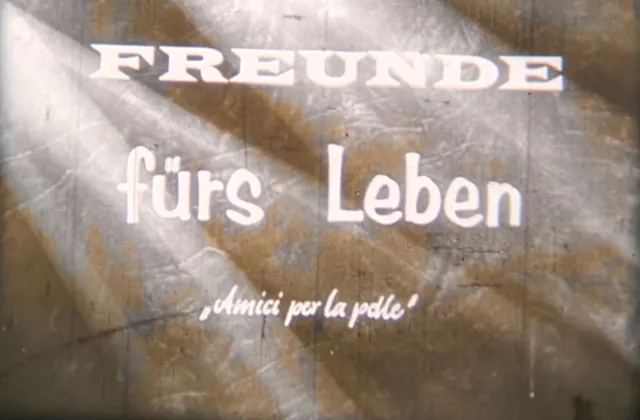 FREUNDE
fürs Leben
„Amici per la pelle“